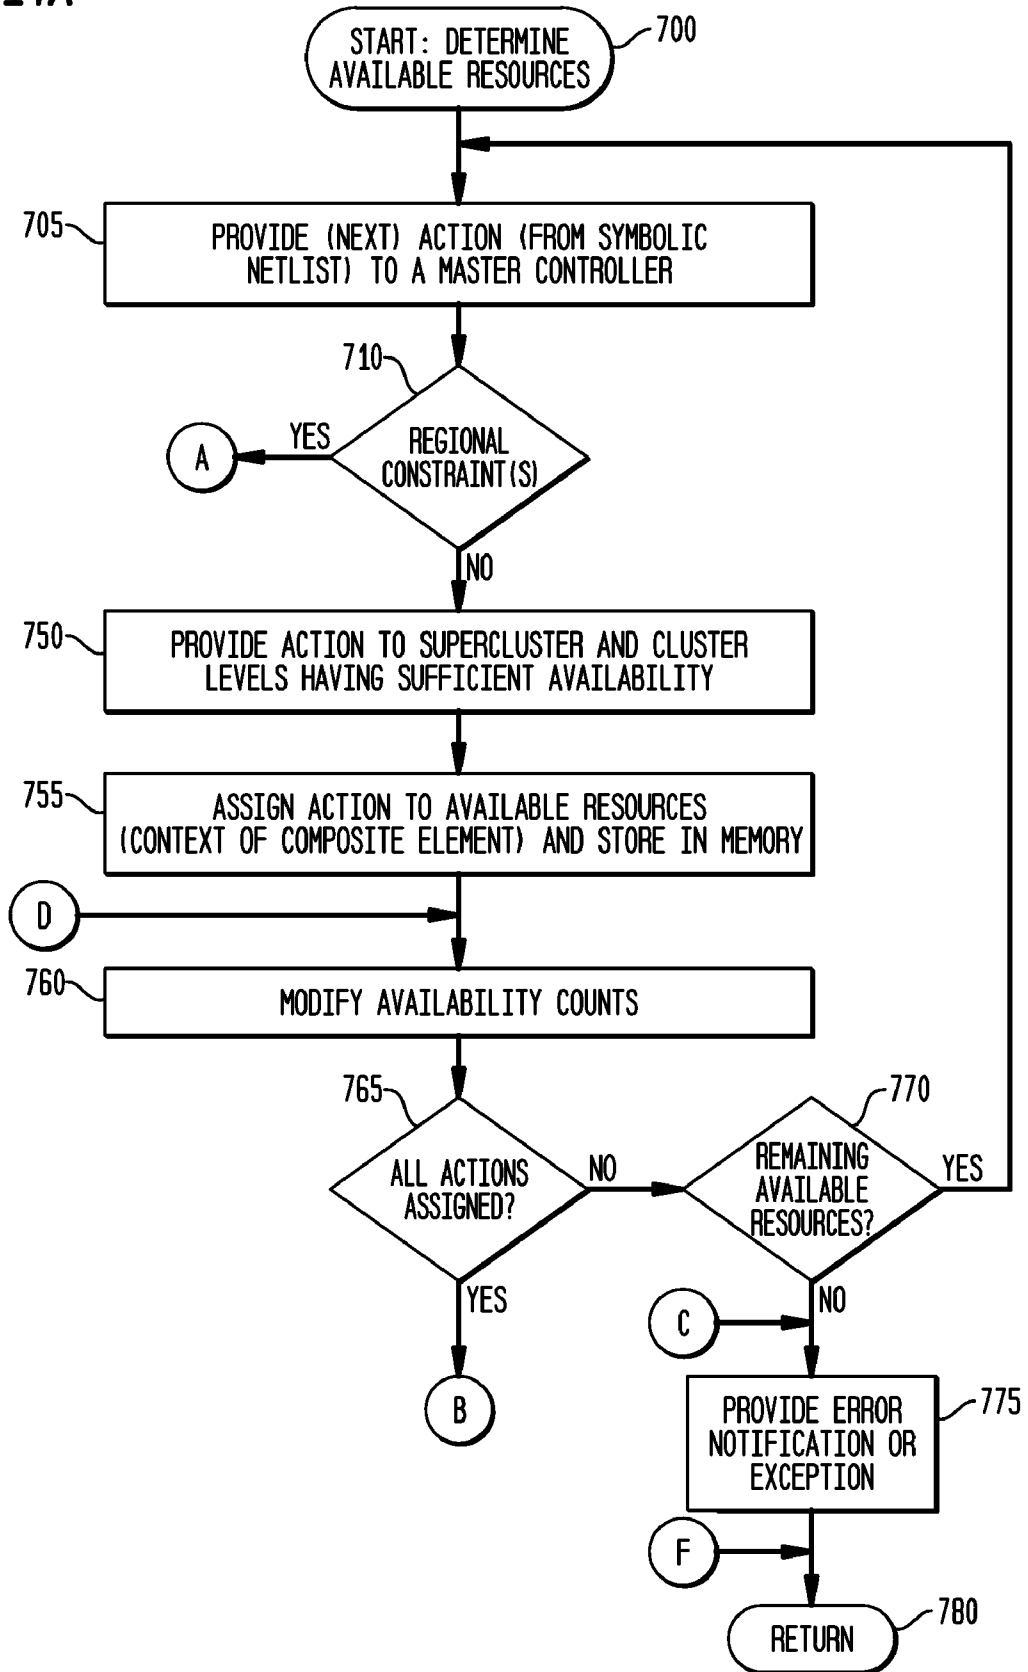 START: DETERMINE
AVAILABLE RESOURCES
700
705
PROVIDE (NEXT) ACTION (FROM SYMBOLIC
NETLIST) TO A MASTER CONTROLLER
710
REGIONAL
CONSTRAINT(S)
YES
A
NO
750
PROVIDE ACTION TO SUPERCLUSTER AND CLUSTER
LEVELS HAVING SUFFICIENT AVAILABILITY
755
ASSIGN ACTION TO AVAILABLE RESOURCES
(CONTEXT OF COMPOSITE ELEMENT) AND STORE IN MEMORY
D
760
MODIFY AVAILABILITY COUNTS
765
ALL ACTIONS
ASSIGNED?
NO
770
REMAINING
AVAILABLE
RESOURCES?
YES
YES
B
NO
C
PROVIDE ERROR
NOTIFICATION OR
EXCEPTION
775
F
RETURN
780